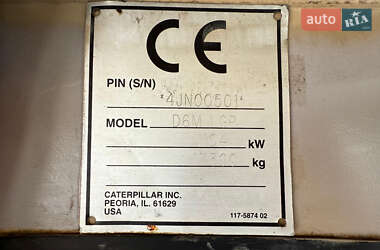 auto RIA.com
CE
PIN (S/N) *4JN00501*
MODEL D6M LGP
kW
kg
CATERPILLAR INC.
PEORIA, IL. 61629
USA
117-5874 02